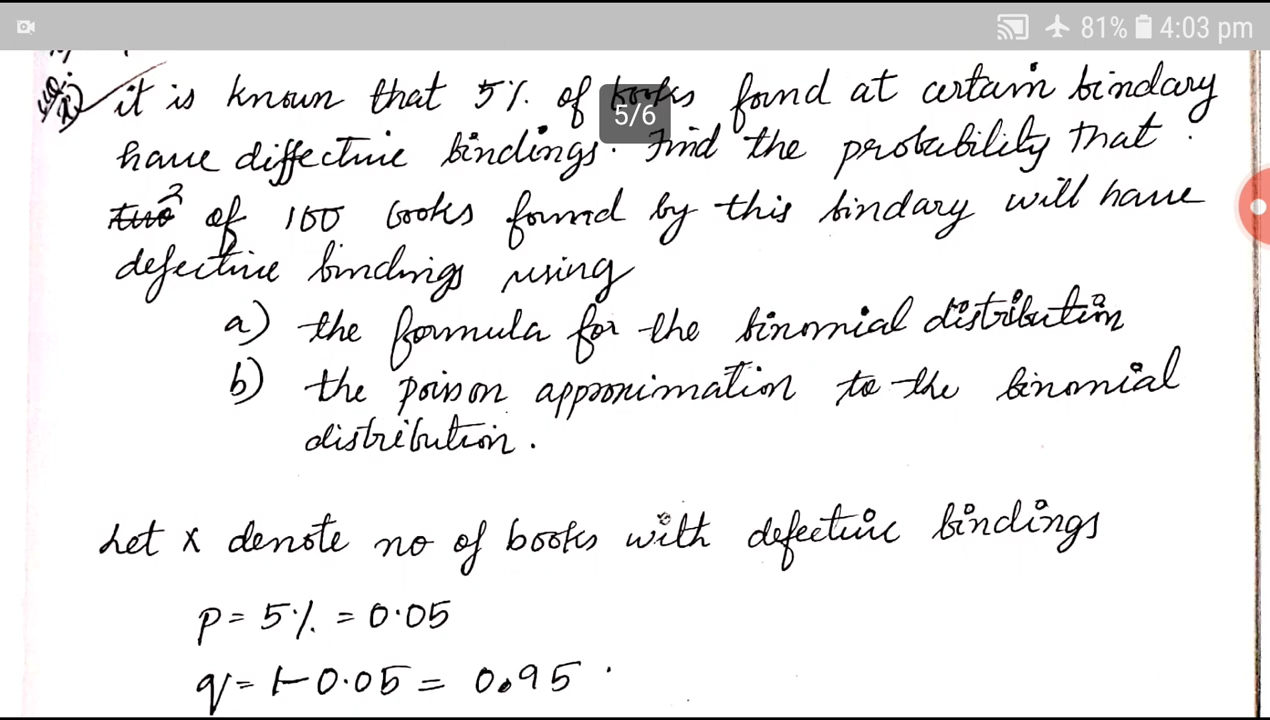 81% 4:03 pm
it is known that 5% of books found at certain bindary
5/6
have diffective bindings. Find the probability that
two 2 of 100 books found by this bindary will have
defective bindings using
a) the formula for the binomial distribution
b) the poisson approximation to the binomial
distribution.
Let x denote no of books with defective bindings
p = 5% = 0.05
q = 1-0.05 = 0.95